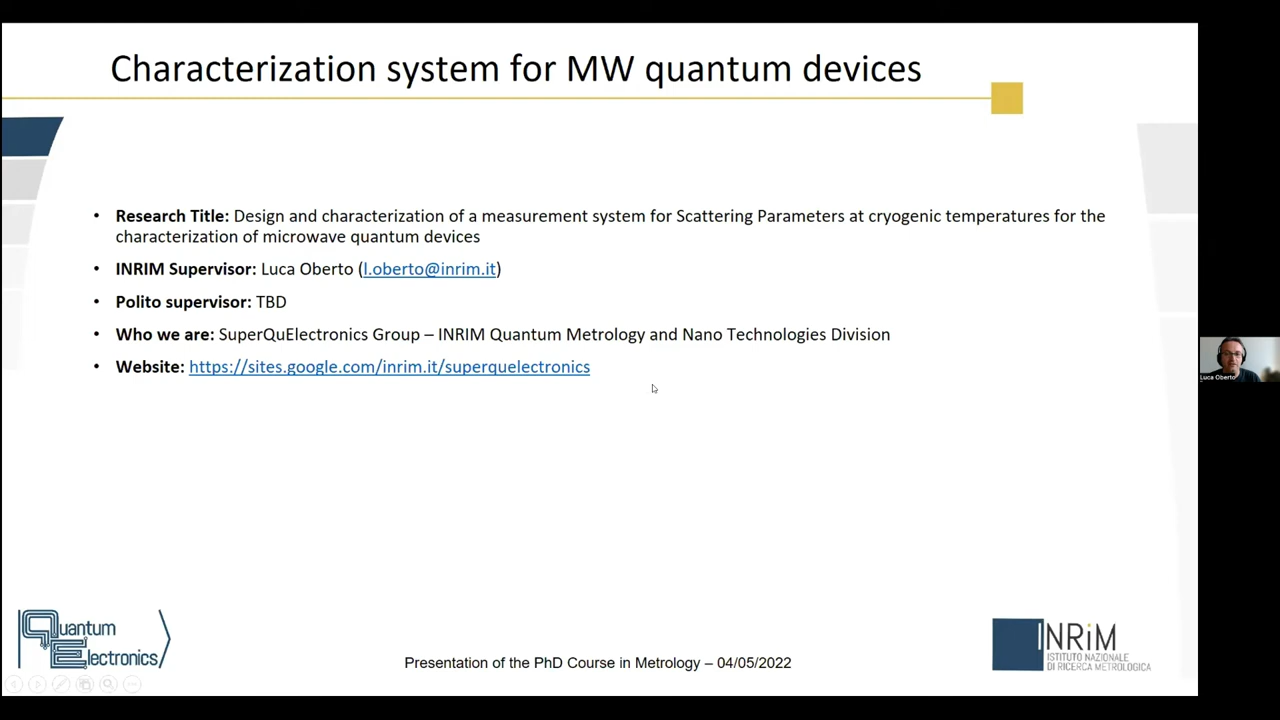 Characterization system for MW quantum devices
• Research Title: Design and characterization of a measurement system for Scattering Parameters at cryogenic temperatures for the
characterization of microwave quantum devices
• INRIM Supervisor: Luca Oberto (l.oberto@inrim.it)
• Polito supervisor: TBD
• Who we are: SuperQuElectronics Group – INRIM Quantum Metrology and Nano Technologies Division
• Website: https://sites.google.com/inrim.it/superquelectronics
Luca Oberto
Quantum
Electronics
Presentation of the PhD Course in Metrology – 04/05/2022
INRiM
ISTITUTO NAZIONALE
DI RICERCA METROLOGICA